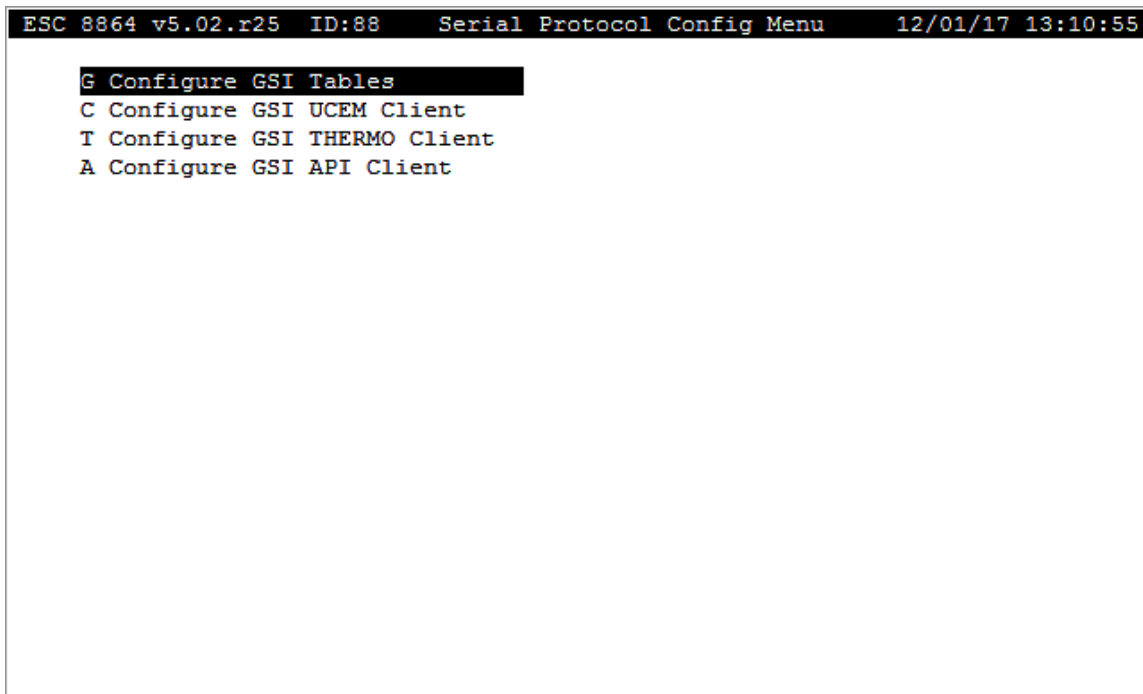 ESC 8864 v5.02.r25 ID:88 Serial Protocol Config Menu 12/01/17 13:10:55
G Configure GSI Tables
C Configure GSI UCEM Client
T Configure GSI THERMO Client
A Configure GSI API Client